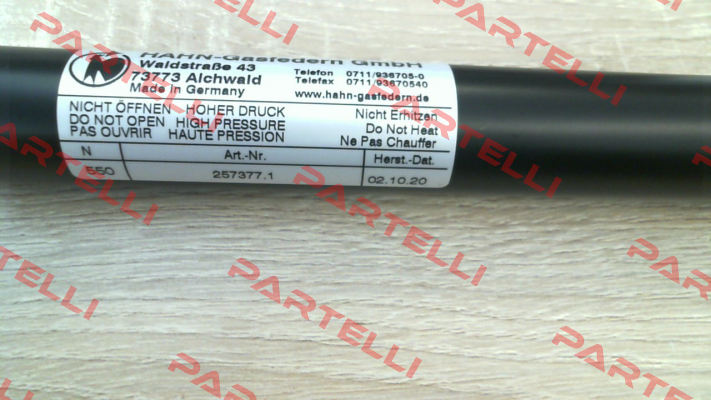 HAHN-Gasfedern GmbH
Waldstraße 43
73773 Aichwald
Made in Germany
Telefon 0711/936705-0
Telefax 0711/93670540
www.hahn-gasfedern.de
NICHT ÖFFNEN HOHER DRUCK
DO NOT OPEN HIGH PRESSURE
PAS OUVRIR HAUTE PRESSION
Nicht Erhitzen
Do Not Heat
Ne Pas Chauffer
N Art.-Nr. Herst.-Dat.
550 257377.1 02.10.20
PARTELLI
PARTELLI
PARTELLI
PARTELLI
PARTELLI
PARTELLI